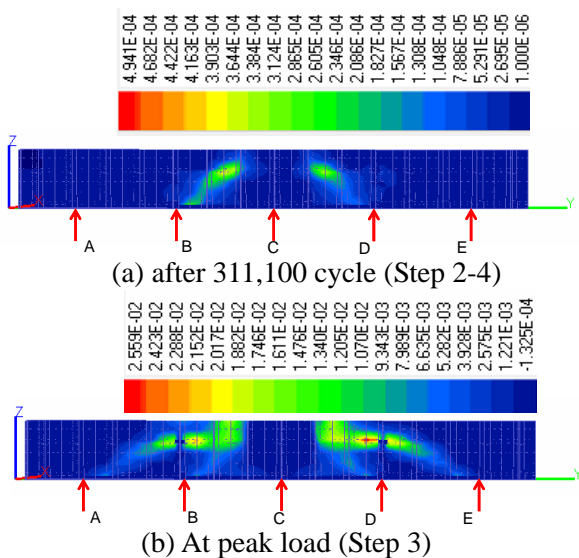 4.941E-04
4.682E-04
4.422E-04
4.163E-04
3.903E-04
3.644E-04
3.384E-04
3.124E-04
2.865E-04
2.605E-04
2.346E-04
2.086E-04
1.827E-04
1.567E-04
1.308E-04
1.048E-04
7.886E-05
5.291E-05
2.695E-05
1.000E-06
Z
X
Y
A B C D E
(a) after 311,100 cycle (Step 2-4)
2.559E-02
2.423E-02
2.288E-02
2.152E-02
2.017E-02
1.882E-02
1.746E-02
1.611E-02
1.476E-02
1.340E-02
1.205E-02
1.070E-02
9.343E-03
7.989E-03
6.635E-03
5.282E-03
3.928E-03
2.575E-03
1.221E-03
-1.325E-04
Z
X
Y
A B C D E
(b) At peak load (Step 3)